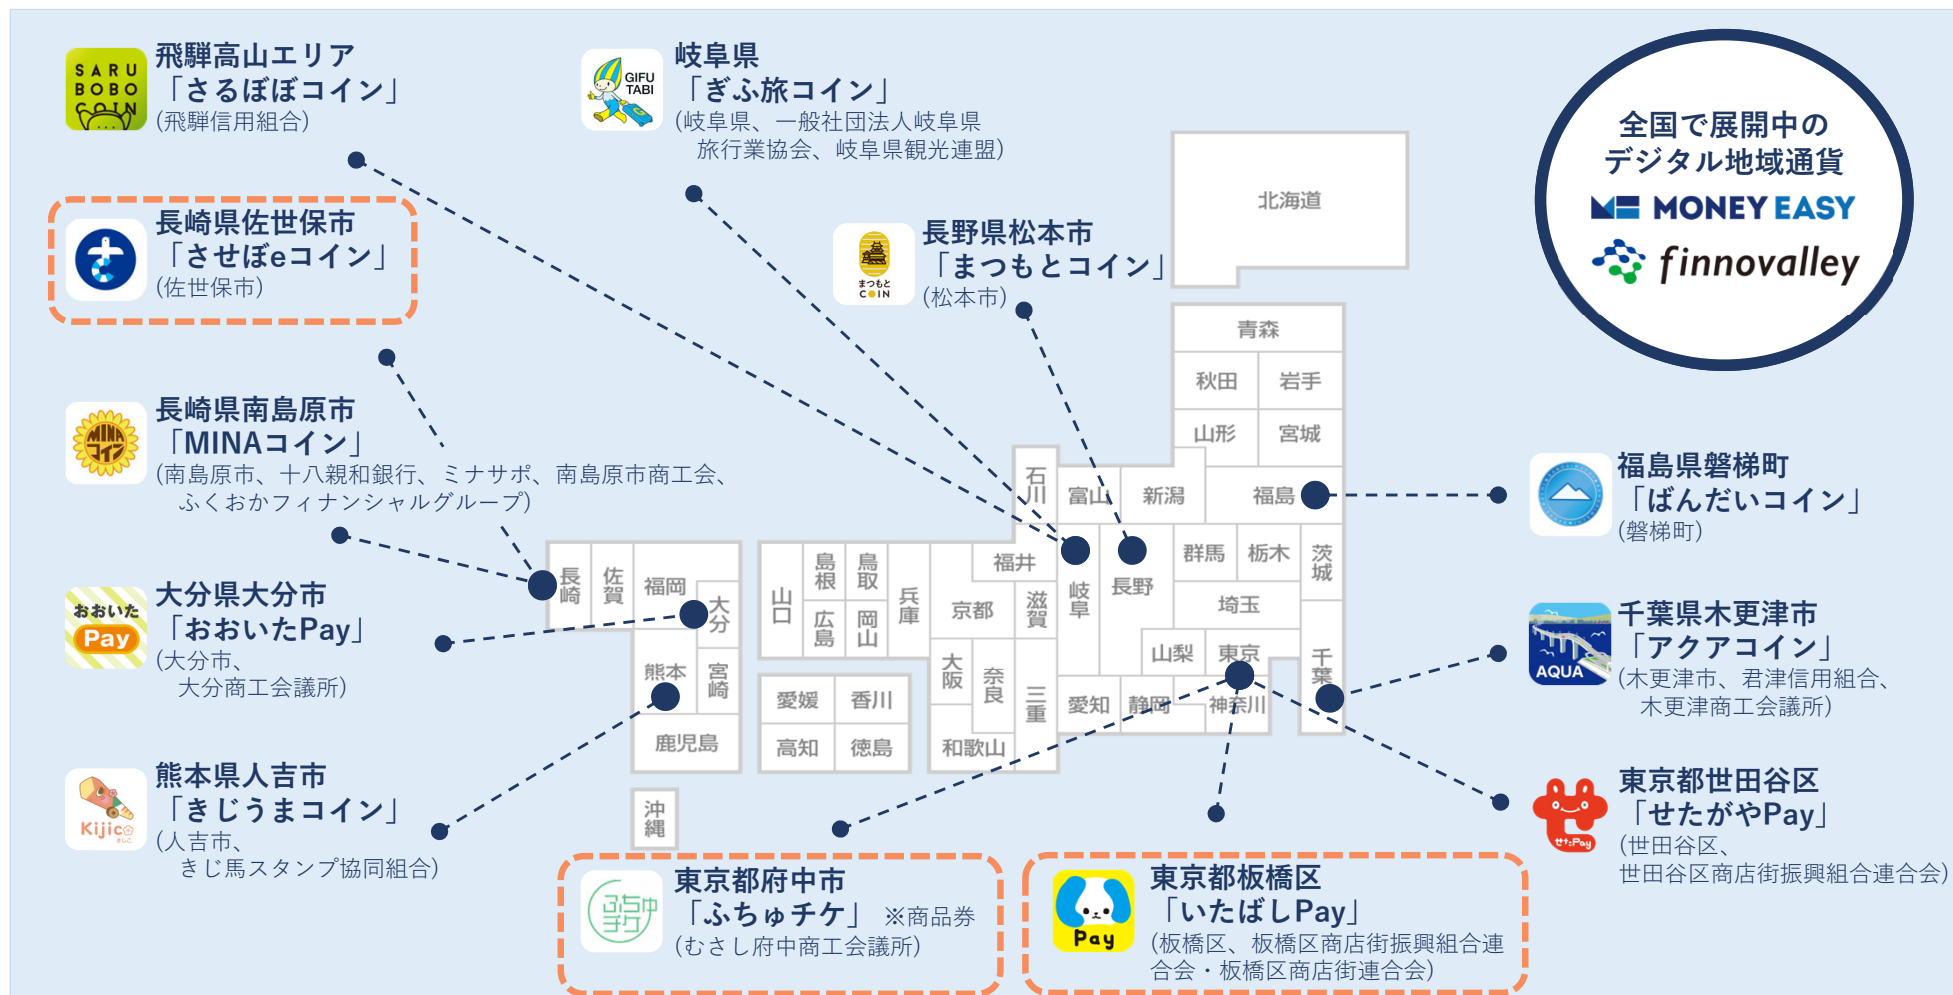 SARU
BOBO
COIN
飛騨高山エリア
「さるぼぼコイン」
(飛騨信用組合)
GIFU
TABI
岐阜県
「ぎふ旅コイン」
(岐阜県、一般社団法人岐阜県
旅行業協会、岐阜県観光連盟)
全国で展開中の
デジタル地域通貨
MONEY EASY
finnovalley
長崎県佐世保市
「させぼeコイン」
(佐世保市)
まつもと
COIN
長野県松本市
「まつもとコイン」
(松本市)
MINA
コイン
長崎県南島原市
「MINAコイン」
(南島原市、十八親和銀行、ミナサポ、南島原市商工会、
ふくおかフィナンシャルグループ)
福島県磐梯町
「ばんだいコイン」
(磐梯町)
おおいた
Pay
大分県大分市
「おおいたPay」
(大分市、
大分商工会議所)
AQUA
千葉県木更津市
「アクアコイン」
(木更津市、君津信用組合、
木更津商工会議所)
Kijico
きじこ
熊本県人吉市
「きじうまコイン」
(人吉市、
きじ馬スタンプ協同組合)
せたPay
東京都世田谷区
「せたがやPay」
(世田谷区、
世田谷区商店街振興組合連合会)
ふちゅ
チケ
東京都府中市
「ふちゅチケ」 ※商品券
(むさし府中商工会議所)
Pay
東京都板橋区
「いたばしPay」
(板橋区、板橋区商店街振興組合連
合会・板橋区商店街連合会)
北海道
青森
秋田
岩手
山形
宮城
石川
富山
新潟
福島
福井
岐阜
長野
群馬
栃木
茨城
埼玉
山梨
東京
千葉
愛知
静岡
神奈川
滋賀
京都
兵庫
大阪
奈良
三重
和歌山
鳥取
島根
岡山
広島
山口
愛媛
香川
高知
徳島
福岡
佐賀
長崎
大分
熊本
宮崎
鹿児島
沖縄